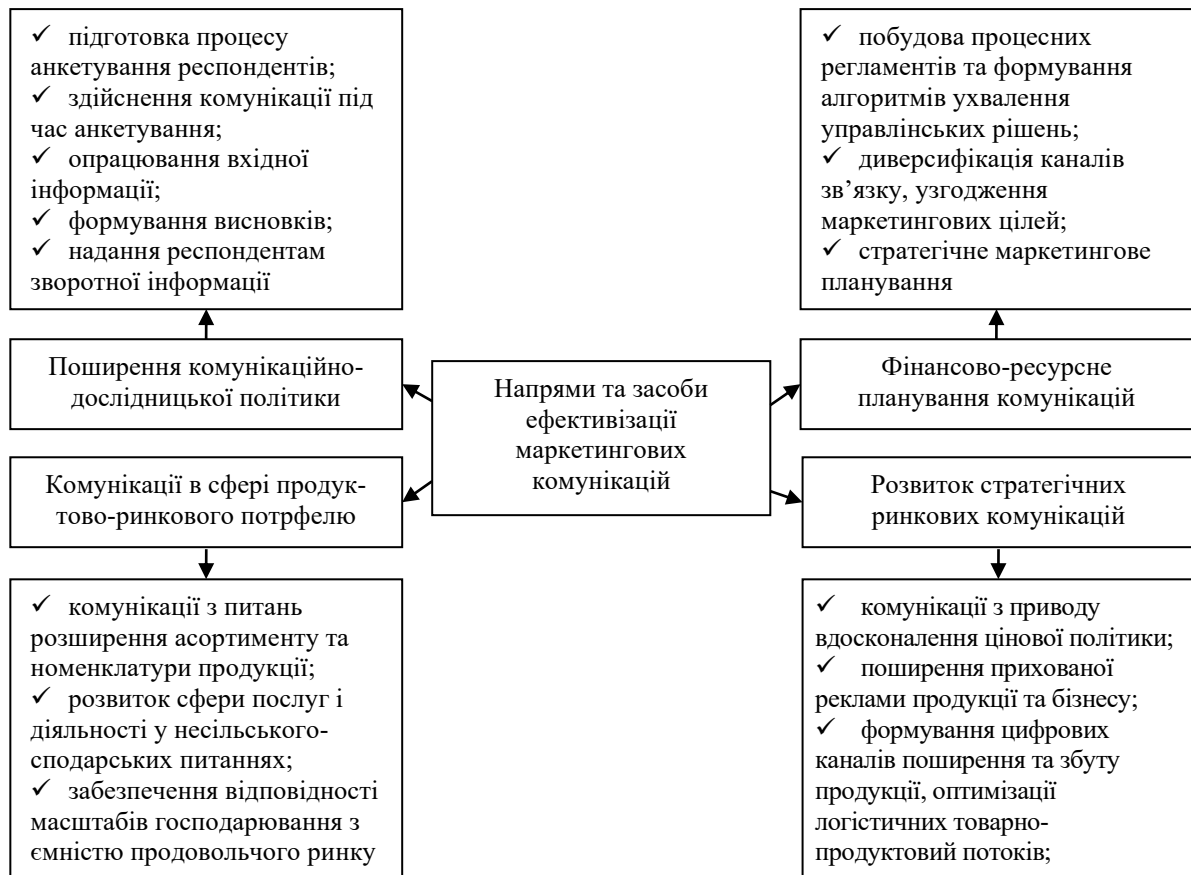 ✓ підготовка процесу
анкетування респондентів;
✓ здійснення комунікації під
час анкетування;
✓ опрацювання вхідної
інформації;
✓ формування висновків;
✓ надання респондентам
зворотної інформації
✓ побудова процесних
регламентів та формування
алгоритмів ухвалення
управлінських рішень;
✓ диверсифікація каналів
зв’язку, узгодження
маркетингових цілей;
✓ стратегічне маркетингове
планування
Поширення комунікаційно-
дослідницької політики
Напрями та засоби
ефективізації
маркетингових
комунікацій
Фінансово-ресурсне
планування комунікацій
Комунікації в сфері продук-
тово-ринкового потрфелю
Розвиток стратегічних
ринкових комунікацій
✓ комунікації з питань
розширення асортименту та
номенклатури продукції;
✓ розвиток сфери послуг і
діяльності у несільського-
сподарських питаннях;
✓ забезпечення відповідності
масштабів господарювання з
ємністю продовольчого ринку
✓ комунікації з приводу
вдосконалення цінової політики;
✓ поширення прихованої
реклами продукції та бізнесу;
✓ формування цифрових
каналів поширення та збуту
продукції, оптимізації
логістичних товарно-
продуктовий потоків;